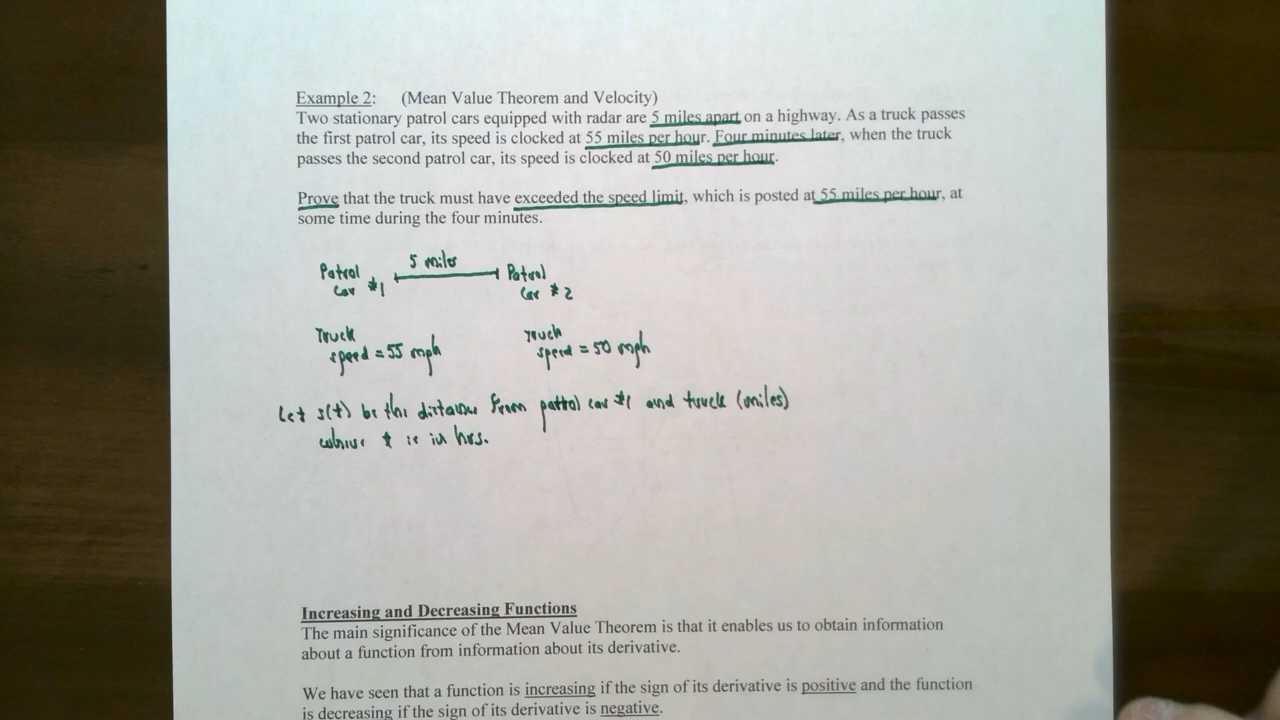 Example 2: (Mean Value Theorem and Velocity)
Two stationary patrol cars equipped with radar are 5 miles apart on a highway. As a truck passes
the first patrol car, its speed is clocked at 55 miles per hour. Four minutes later, when the truck
passes the second patrol car, its speed is clocked at 50 miles per hour.
Prove that the truck must have exceeded the speed limit, which is posted at 55 miles per hour, at
some time during the four minutes.
Patrol 5 miles Patrol
car #1 car #2
Truck Truck
speed = 55 mph speed = 50 mph
Let s(t) be the distance from patrol car #1 and truck (miles)
where t is in hrs.
Increasing and Decreasing Functions
The main significance of the Mean Value Theorem is that it enables us to obtain information
about a function from information about its derivative.
We have seen that a function is increasing if the sign of its derivative is positive and the function
is decreasing if the sign of its derivative is negative.